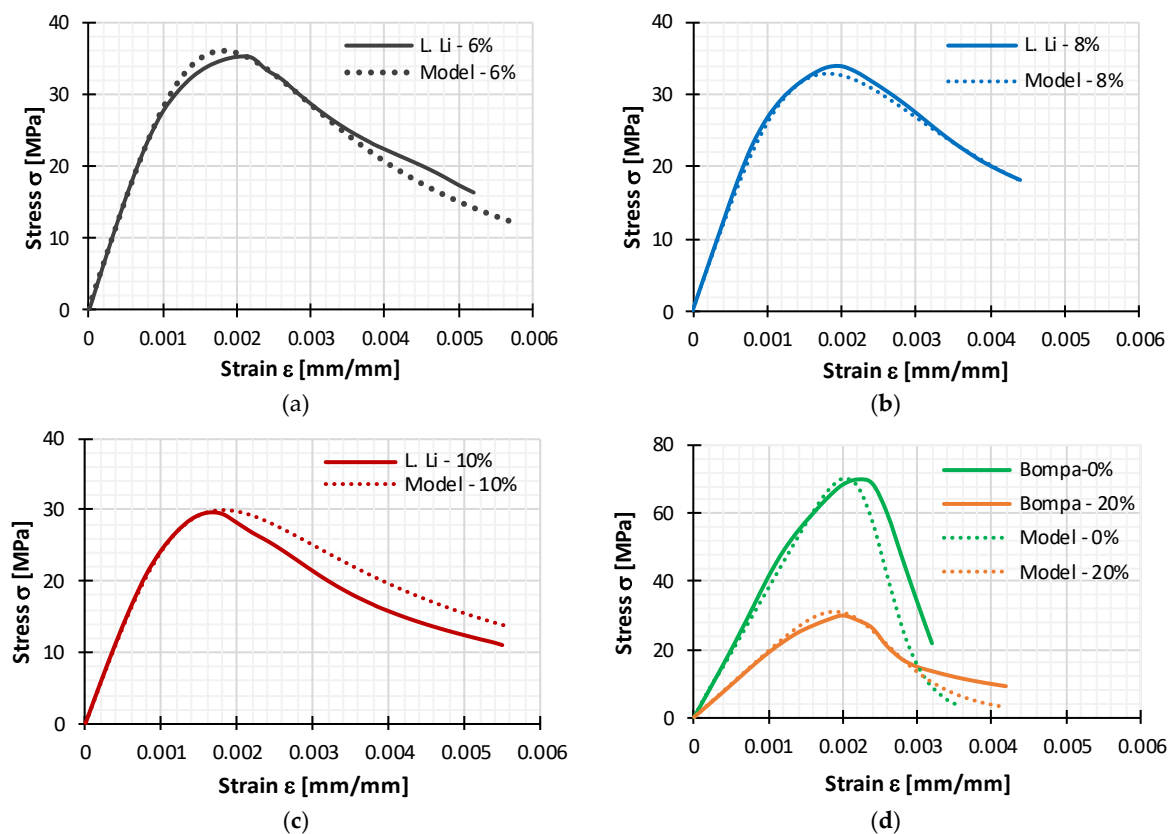 40
30
20
10
0
Stress σ [MPa]
L. Li - 6%
Model - 6%
0 0.001 0.002 0.003 0.004 0.005 0.006
Strain ε [mm/mm]
(a)
40
30
20
10
0
Stress σ [MPa]
L. Li - 8%
Model - 8%
0 0.001 0.002 0.003 0.004 0.005 0.006
Strain ε [mm/mm]
(b)
40
30
20
10
0
Stress σ [MPa]
L. Li - 10%
Model - 10%
0 0.001 0.002 0.003 0.004 0.005 0.006
Strain ε [mm/mm]
(c)
80
60
40
20
0
Stress σ [MPa]
Bompa-0%
Bompa - 20%
Model - 0%
Model - 20%
0 0.001 0.002 0.003 0.004 0.005 0.006
Strain ε [mm/mm]
(d)